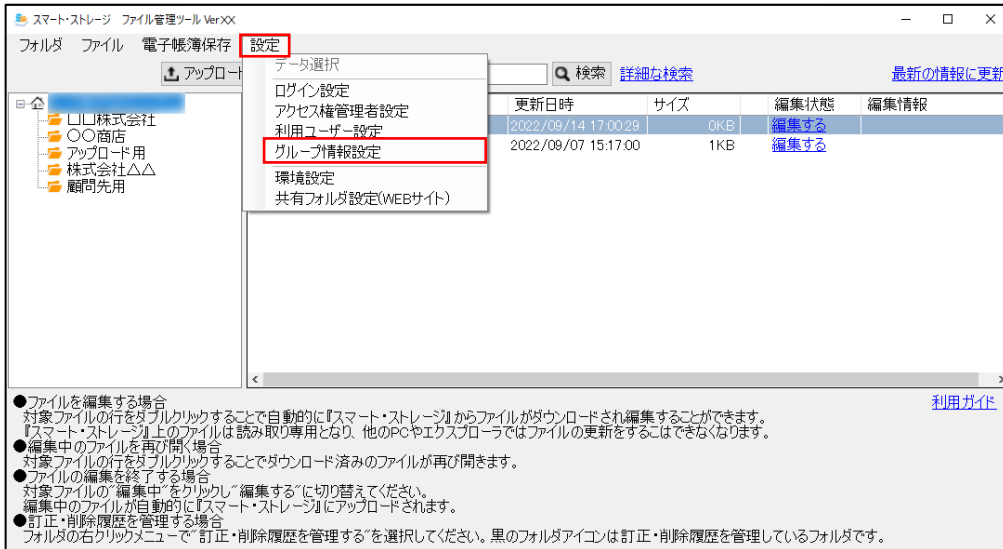 スマート・ストレージ　ファイル管理ツール Ver.XX
フォルダ　ファイル　電子帳簿保存　設定
アップロード　検索　詳細な検索　最新の情報に更新
データ選択
ログイン設定
アクセス権管理者設定
利用ユーザー設定
グループ情報設定
環境設定
共有フォルダ設定(WEBサイト)
更新日時　サイズ　編集状態　編集情報
2022/09/14 17:00:29　0KB　編集する
2022/09/07 15:17:00　1KB　編集する
□□株式会社
〇〇商店
アップロード用
株式会社△△
顧問先用
●ファイルを編集する場合　利用ガイド
対象ファイルの行をダブルクリックすることで自動的に『スマート・ストレージ』からファイルがダウンロードされ編集することができます。
『スマート・ストレージ』上のファイルは読み取り専用となり、他のPCやエクスプローラではファイルの更新をするこはできなくなります。
●編集中のファイルを再び開く場合
対象ファイルの行をダブルクリックすることでダウンロード済みのファイルが再び開きます。
●ファイルの編集を終了する場合
対象ファイルの”編集中”をクリックし”編集する”に切り替えてください。
編集中のファイルが自動的に『スマート・ストレージ』にアップロードされます。
●訂正・削除履歴を管理する場合
フォルダの右クリックメニューで”訂正・削除履歴を管理する”を選択してください。黒のフォルダアイコンは訂正・削除履歴を管理しているフォルダです。